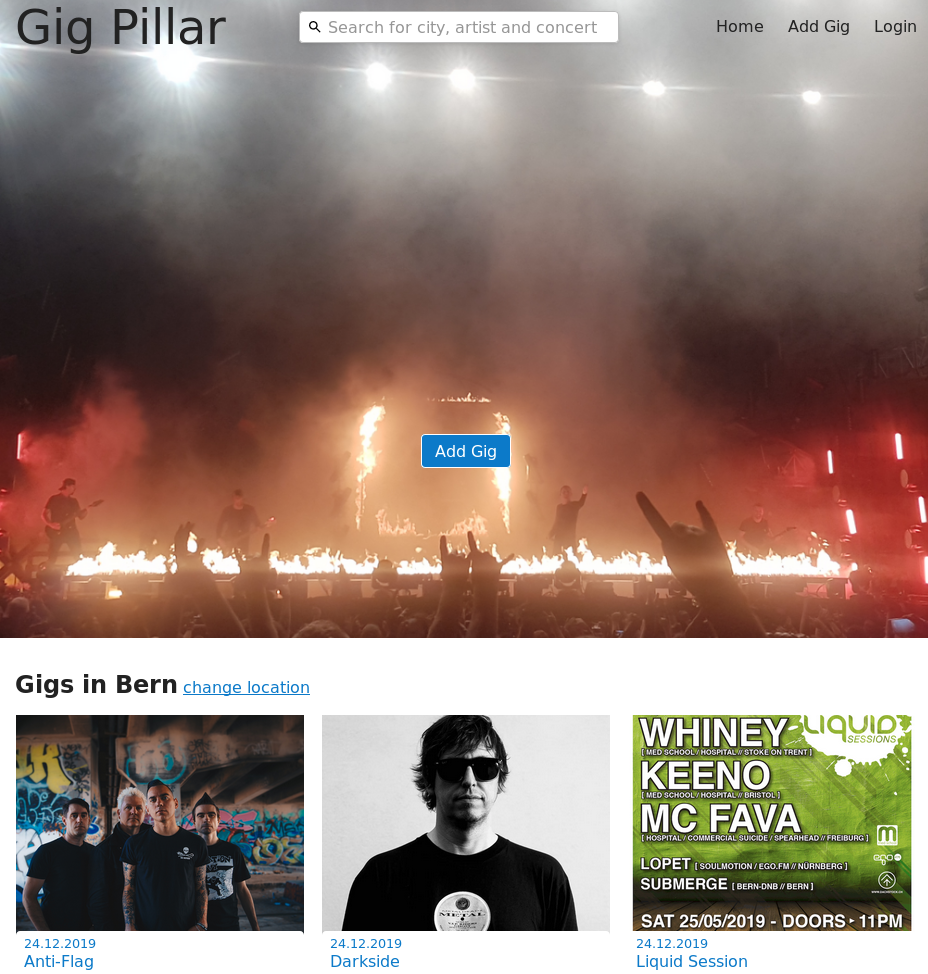 Gig Pillar
Search for city, artist and concert
Home Add Gig Login
Add Gig
Gigs in Bern change location
WHINEY
[ MED SCHOOL / HOSPITAL // STOKE ON TRENT ]
LIQUID
SESSIONS
KEENO
[ MED SCHOOL / HOSPITAL // BRISTOL ]
MC FAVA
[ HOSPITAL / COMMERCIAL SUICIDE / SPEARHEAD // FREIBURG ]
LOPET [ SOULMOTION / EGO.FM // NÜRNBERG ]
SUBMERGE [ BERN-DNB // BERN ]
SAT 25/05/2019 - DOORS ▸ 11PM
METAL
24.12.2019
Anti-Flag
24.12.2019
Darkside
24.12.2019
Liquid Session